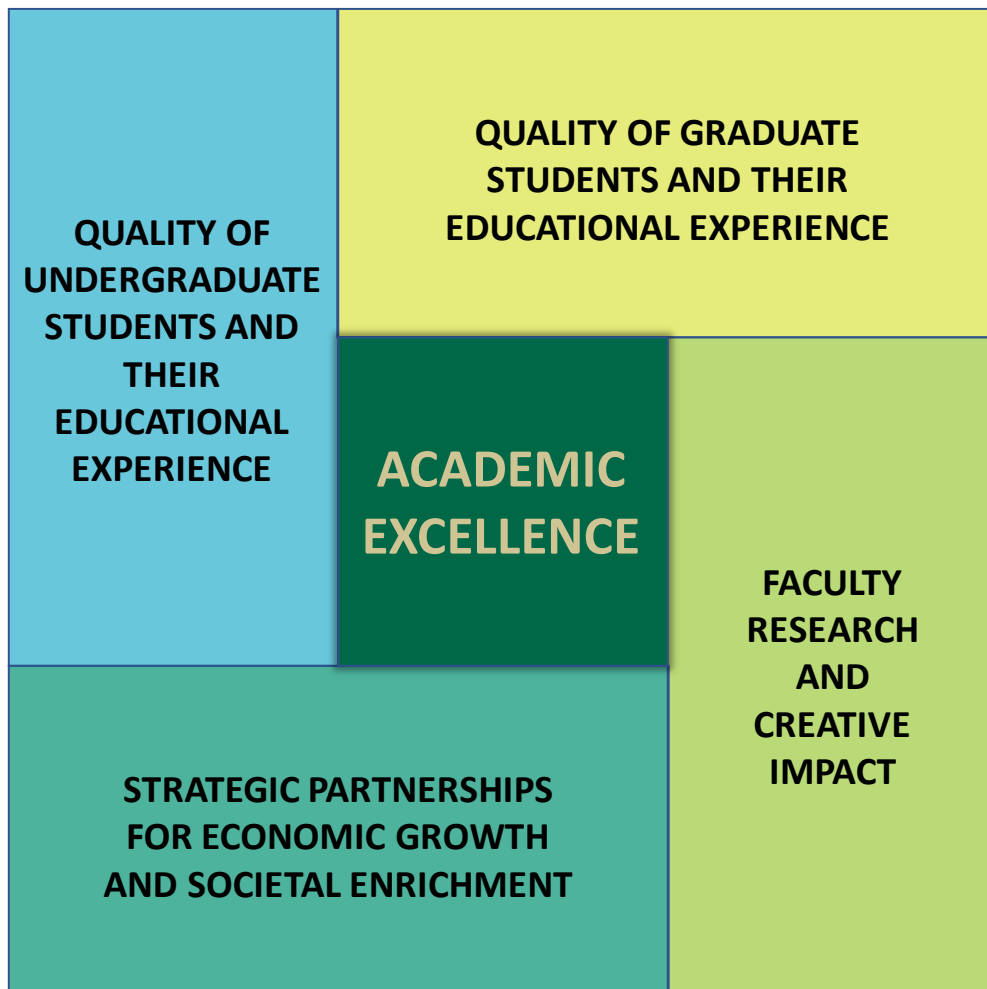 QUALITY OF
UNDERGRADUATE
STUDENTS AND
THEIR
EDUCATIONAL
EXPERIENCE
QUALITY OF GRADUATE
STUDENTS AND THEIR
EDUCATIONAL EXPERIENCE
ACADEMIC
EXCELLENCE
FACULTY
RESEARCH
AND
CREATIVE
IMPACT
STRATEGIC PARTNERSHIPS
FOR ECONOMIC GROWTH
AND SOCIETAL ENRICHMENT